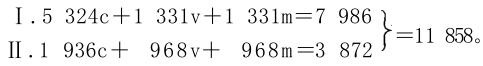 Ⅰ.5 324c+1 331v+1 331m=7 986
Ⅱ.1 936c+ 968v+ 968m=3 872 }=11 858。